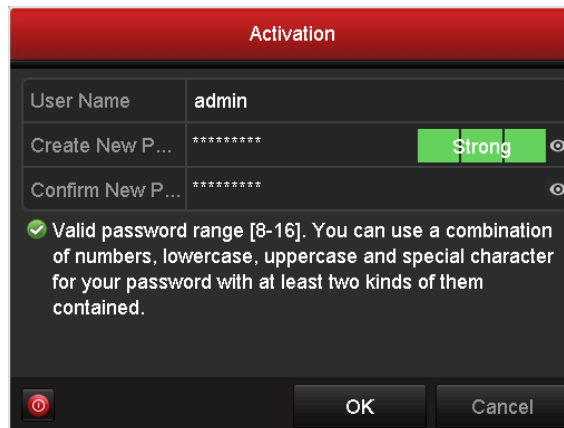 Activation
User Name admin
Create New P... ********* Strong
Confirm New P... *********
Valid password range [8-16]. You can use a combination
of numbers, lowercase, uppercase and special character
for your password with at least two kinds of them
contained.
OK Cancel